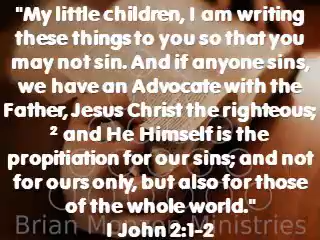 "My little children, I am writing
these things to you so that you
may not sin. And if anyone sins,
we have an Advocate with the
Father, Jesus Christ the righteous;
² and He Himself is the
propitiation for our sins; and not
for ours only, but also for those
of the whole world."
I John 2:1-2
Brian Ministries